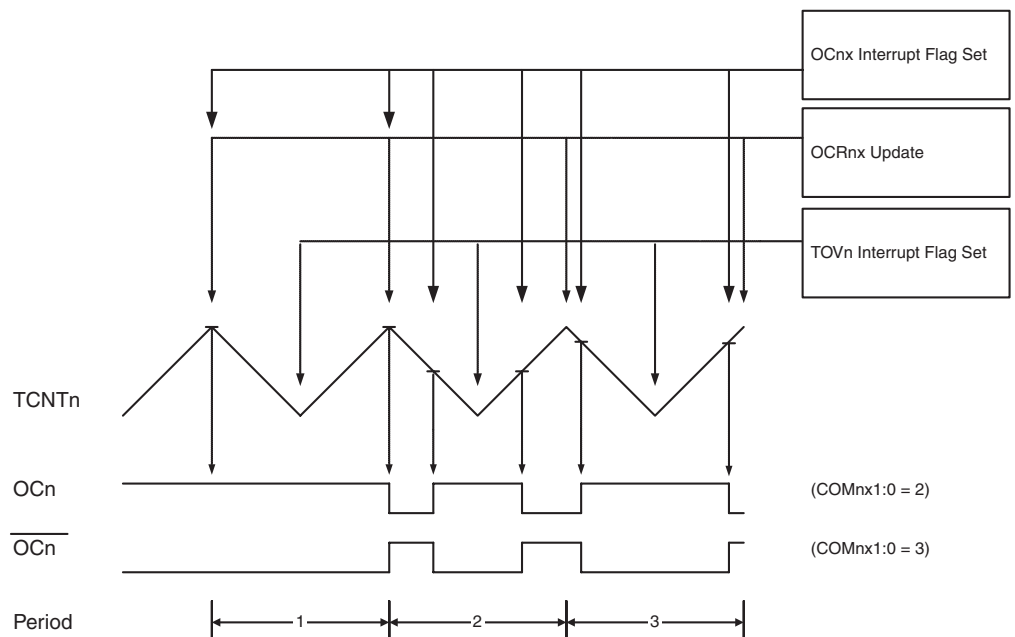 OCnx Interrupt Flag Set
OCRnx Update
TOVn Interrupt Flag Set
TCNTn
OCn (COMnx1:0 = 2)
OCn (COMnx1:0 = 3)
Period 1 2 3